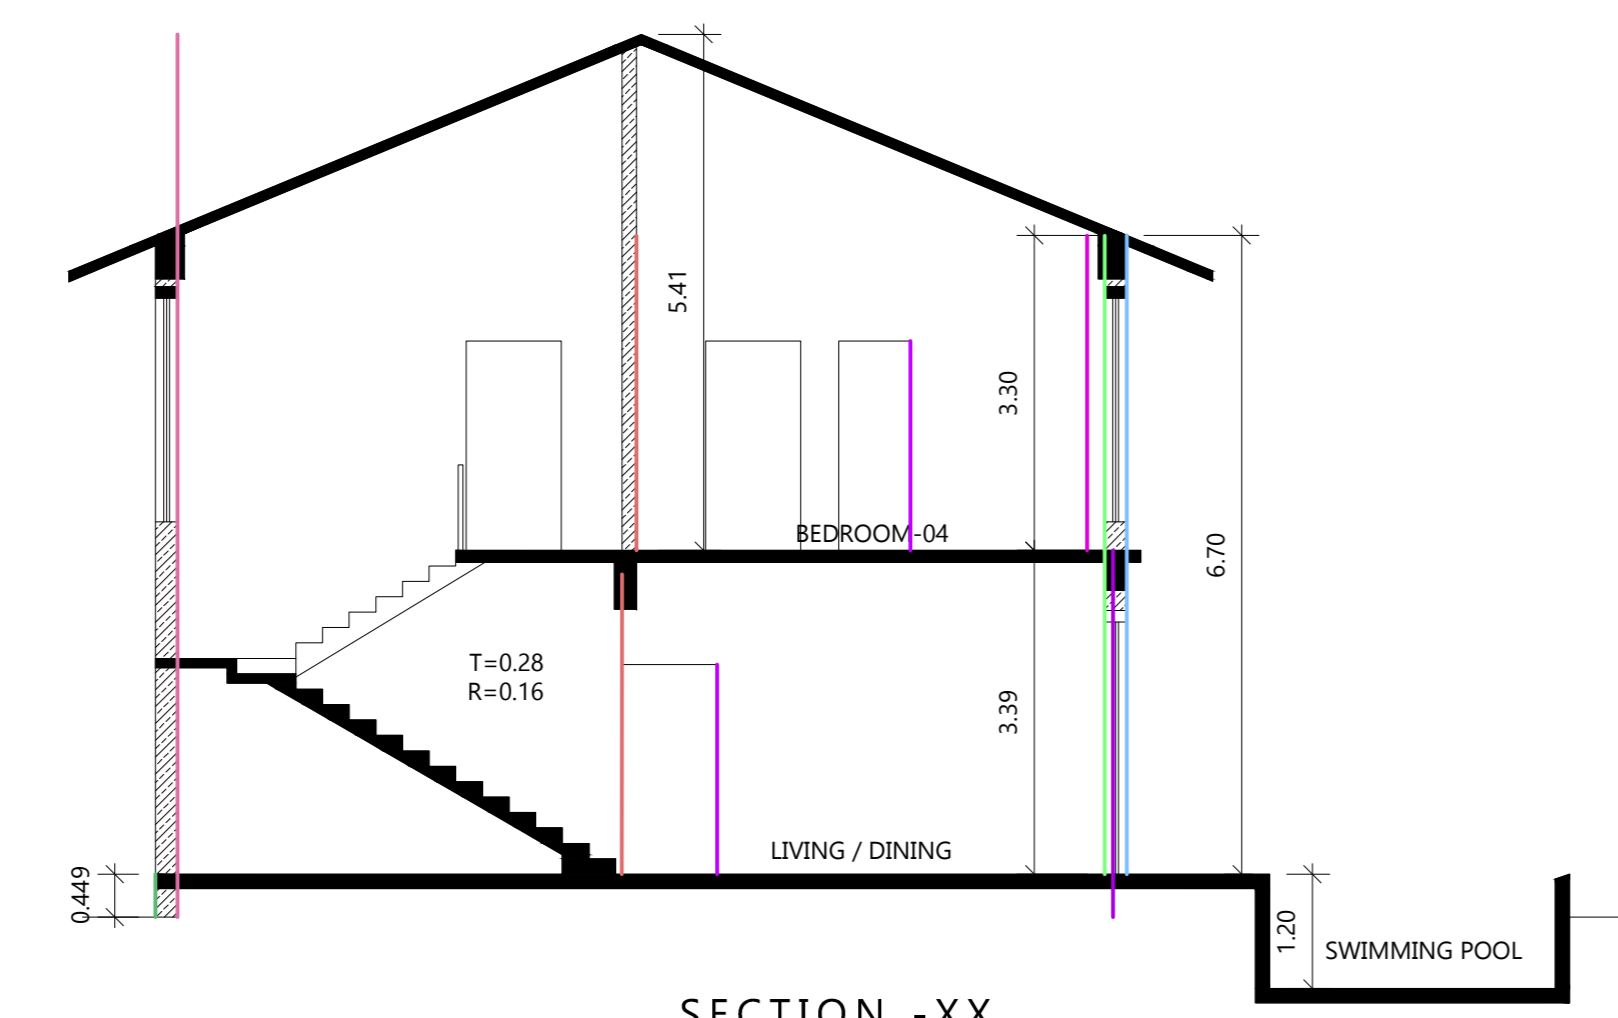 5.41
3.30
BEDROOM-04
6.70
T=0.28
R=0.16
3.39
LIVING / DINING
0.449
1.20
SWIMMING POOL
SECTION -XX